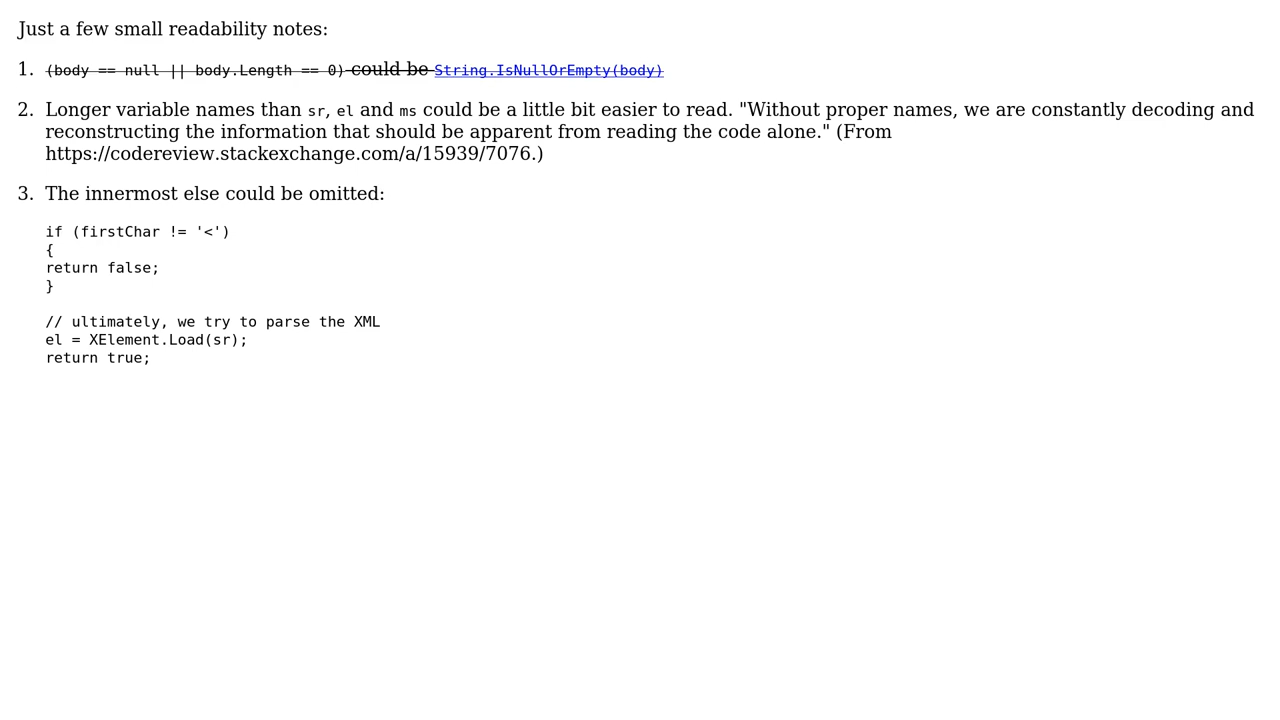 Just a few small readability notes:
1. (body == null || body.Length == 0) could be String.IsNullOrEmpty(body)
2. Longer variable names than sr, el and ms could be a little bit easier to read. "Without proper names, we are constantly decoding and
reconstructing the information that should be apparent from reading the code alone." (From
https://codereview.stackexchange.com/a/15939/7076.)
3. The innermost else could be omitted:
if (firstChar != '<')
{
return false;
}
// ultimately, we try to parse the XML
el = XElement.Load(sr);
return true;